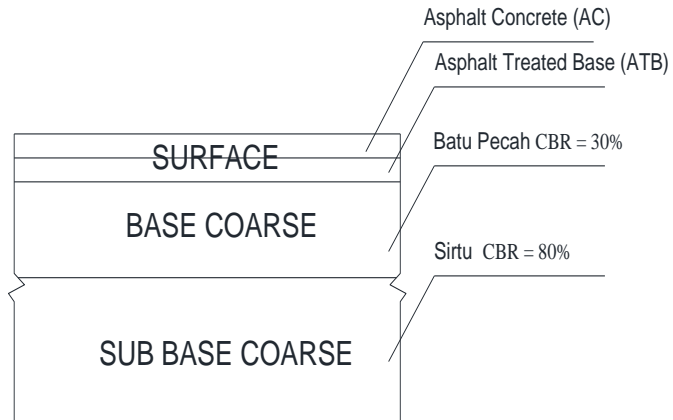 Asphalt Concrete (AC)
Asphalt Treated Base (ATB)
Batu Pecah CBR = 30%
SURFACE
BASE COARSE
Sirtu CBR = 80%
SUB BASE COARSE